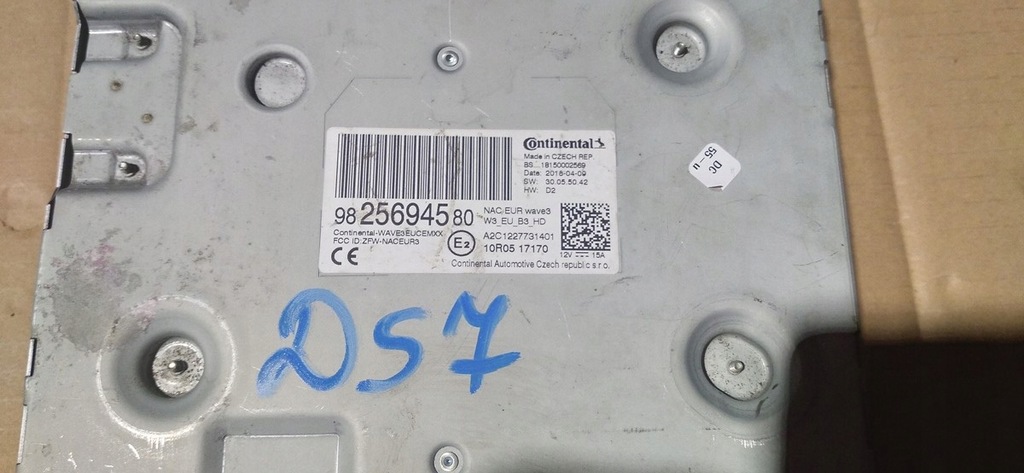 Continental
Made in CZECH REP.
BS...18150002569
Date: 2018-04-09
SW: 30.05.50.42
HW: D2
98 256945 80
NAC EUR wave3
W3_EU_B3_HD
Continental-WAVE3EUCEMXX
FCC ID:ZFW-NACEUR3
E2
A2C1227731401
10R05 17170
12V 15A
CE
Continental Automotive Czech republic s.r.o.
DC
55-u
DS7